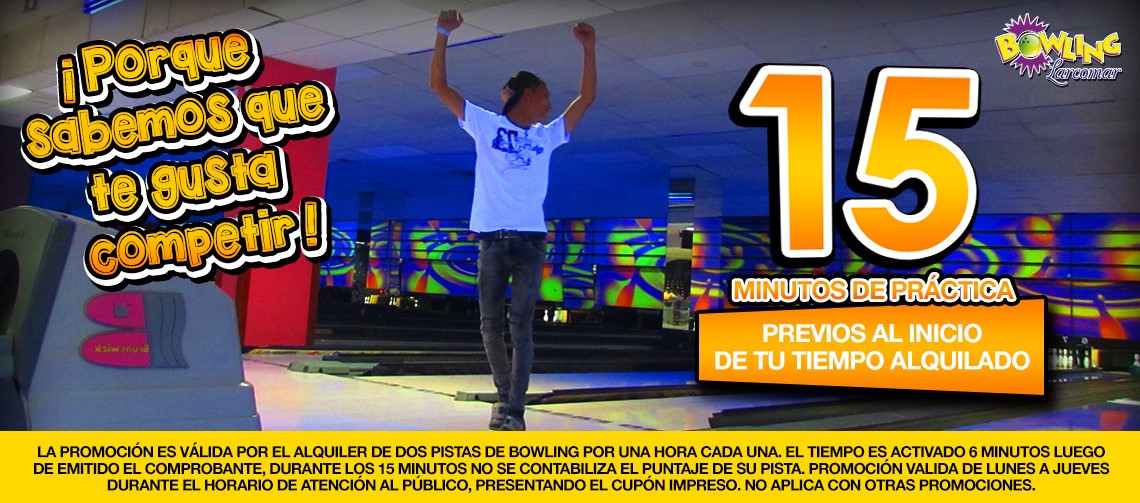 ¡Porque
sabemos que
te gusta
competir!
BOWLING
Larcomar
15
MINUTOS DE PRÁCTICA
PREVIOS AL INICIO
DE TU TIEMPO ALQUILADO
Brunswick
LA PROMOCIÓN ES VÁLIDA POR EL ALQUILER DE DOS PISTAS DE BOWLING POR UNA HORA CADA UNA. EL TIEMPO ES ACTIVADO 6 MINUTOS LUEGO
DE EMITIDO EL COMPROBANTE, DURANTE LOS 15 MINUTOS NO SE CONTABILIZA EL PUNTAJE DE SU PISTA. PROMOCIÓN VALIDA DE LUNES A JUEVES
DURANTE EL HORARIO DE ATENCIÓN AL PÚBLICO, PRESENTANDO EL CUPÓN IMPRESO. NO APLICA CON OTRAS PROMOCIONES.